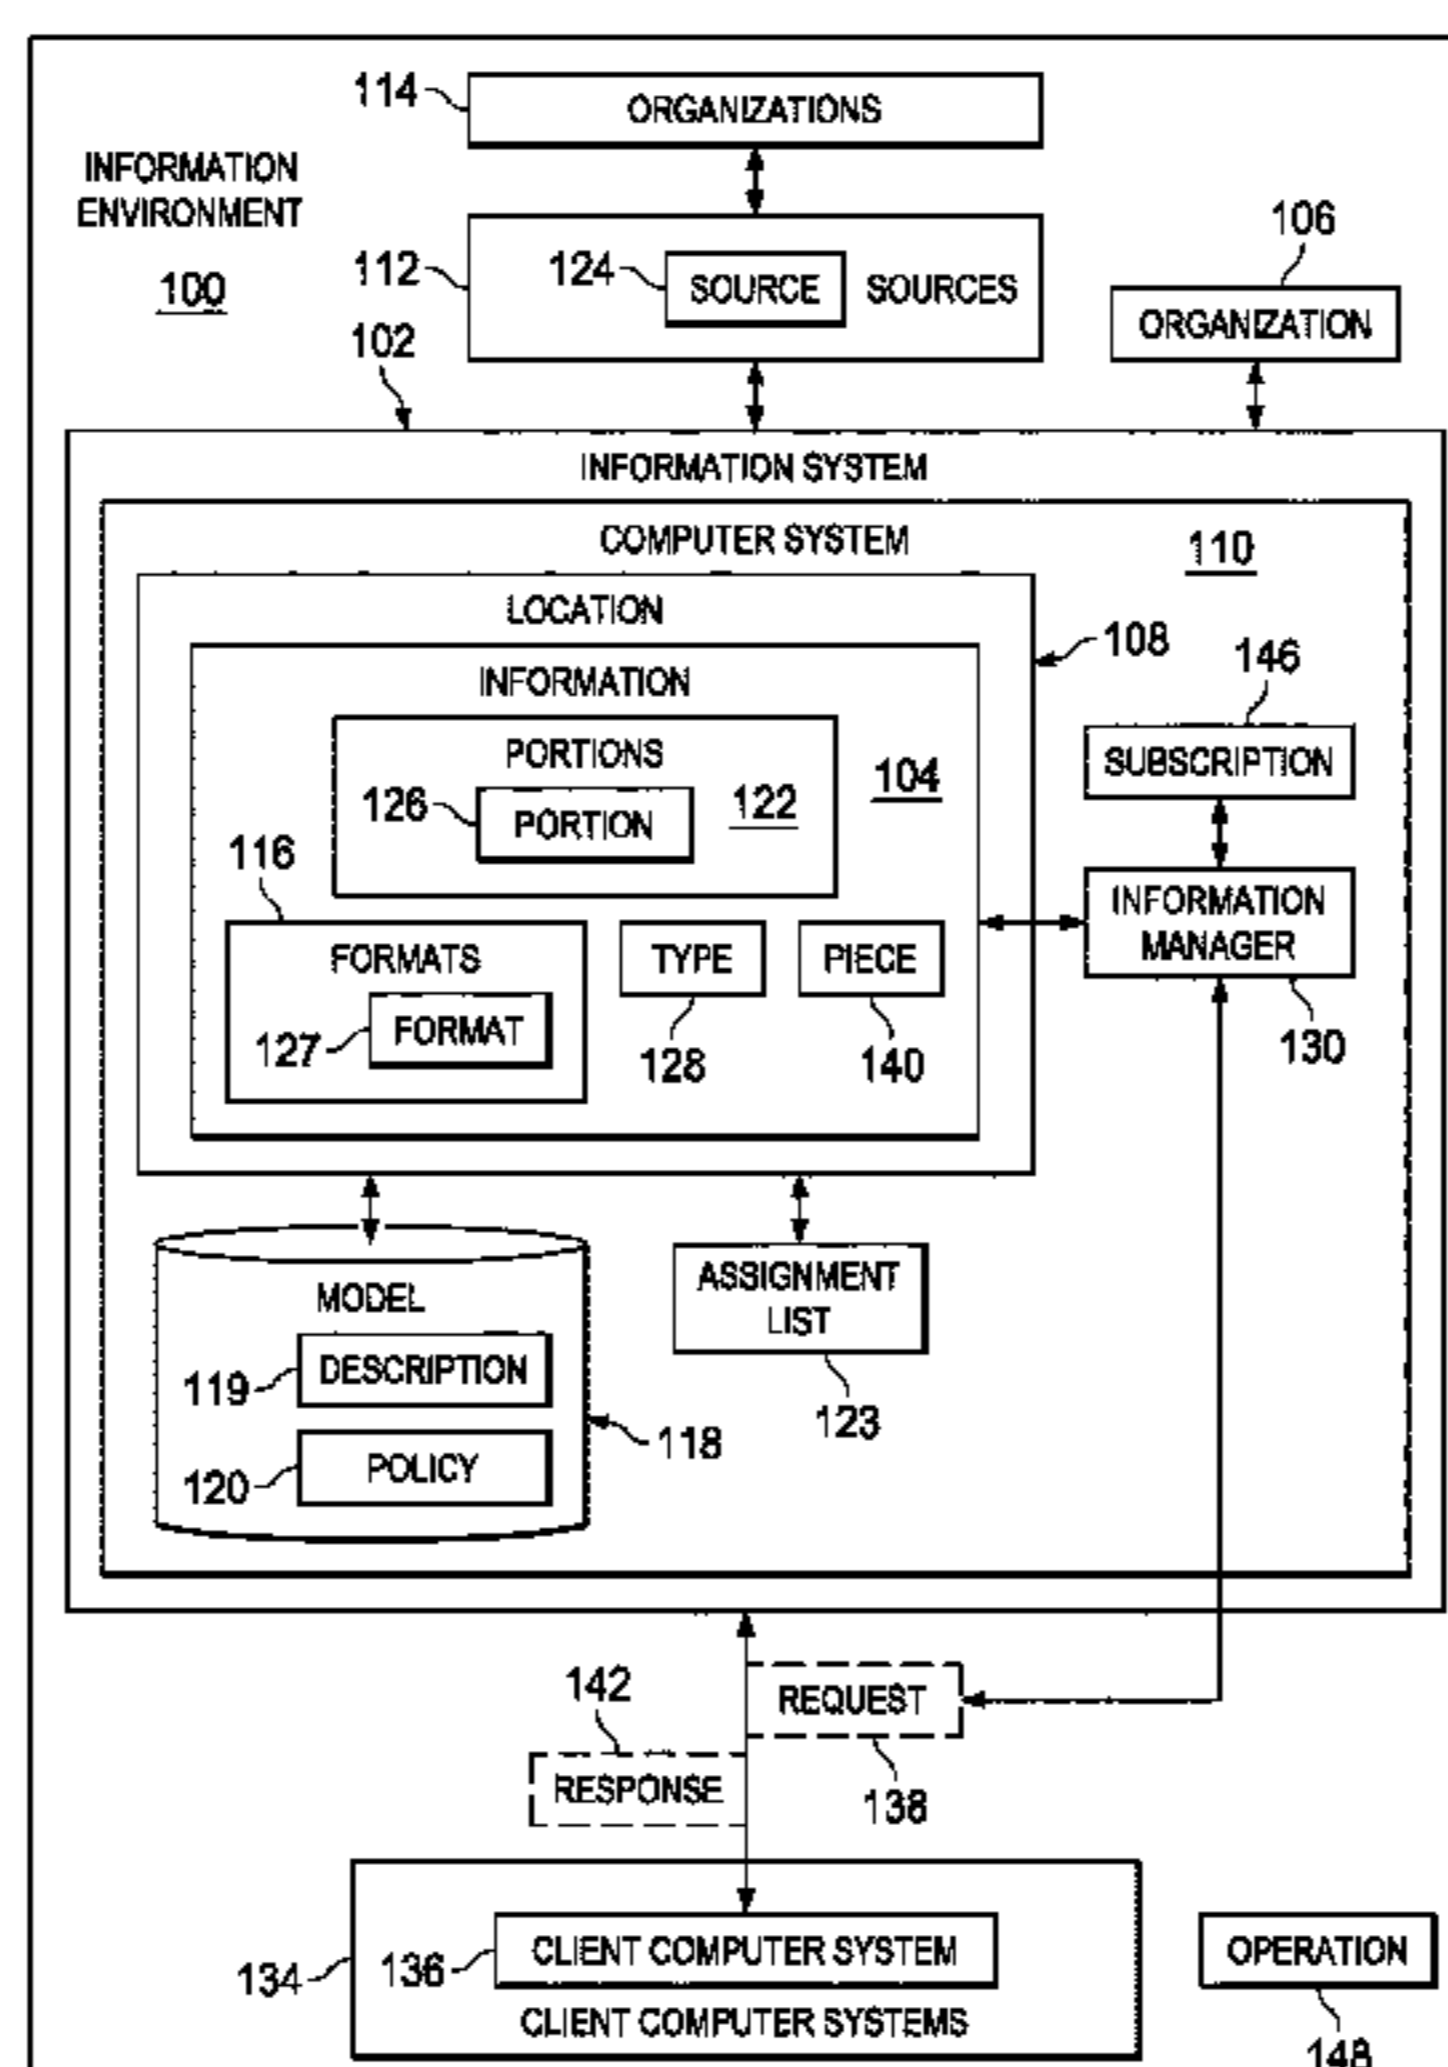 114
ORGANIZATIONS
INFORMATION
ENVIRONMENT
100
112
124
SOURCE
SOURCES
106
ORGANIZATION
102
INFORMATION SYSTEM
COMPUTER SYSTEM
110
LOCATION
108
INFORMATION
104
PORTIONS
122
126
PORTION
146
SUBSCRIPTION
116
FORMATS
127
FORMAT
TYPE
128
PIECE
140
INFORMATION
MANAGER
130
MODEL
119
DESCRIPTION
120
POLICY
118
ASSIGNMENT
LIST
123
142
RESPONSE
REQUEST
138
134
136
CLIENT COMPUTER SYSTEM
CLIENT COMPUTER SYSTEMS
OPERATION
148